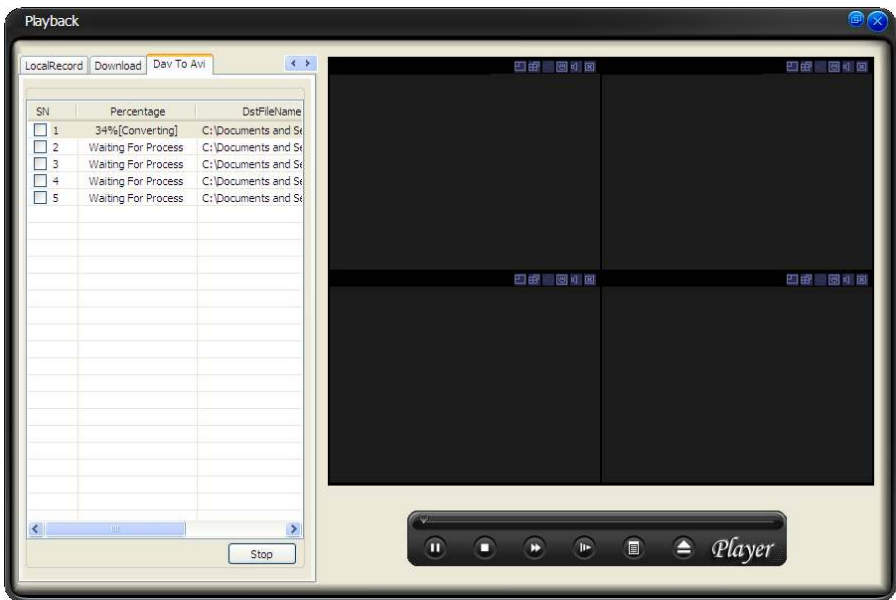 Playback
LocalRecord Download Dav To Avi
SN Percentage DstFileName
1 34%[Converting] C:\Documents and Se
2 Waiting For Process C:\Documents and Se
3 Waiting For Process C:\Documents and Se
4 Waiting For Process C:\Documents and Se
5 Waiting For Process C:\Documents and Se
Stop
Player